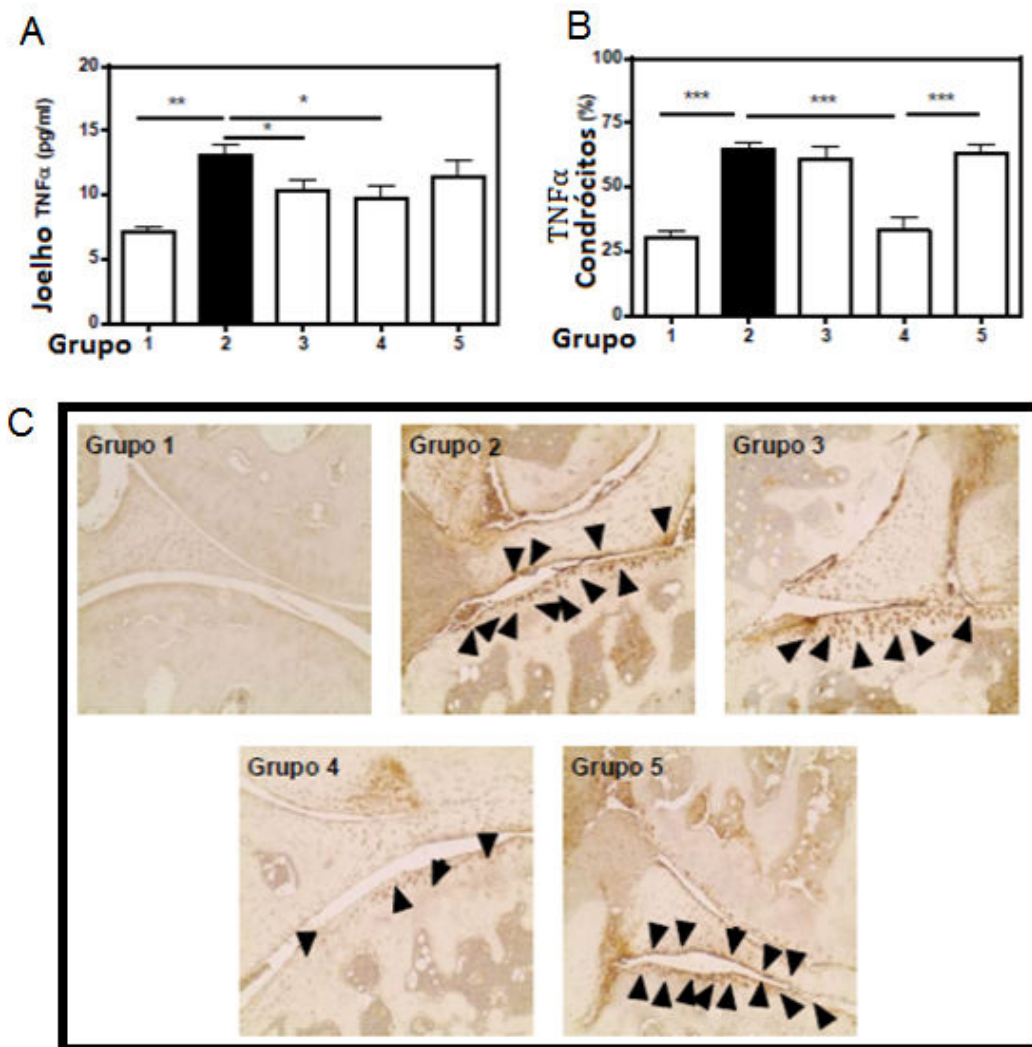 A
Joelho TNFα (pg/ml)
20
15
10
5
0
** * *
Grupo 1 2 3 4 5
B
TNFα
Condrócitos (%)
100
75
50
25
0
*** *** ***
Grupo 1 2 3 4 5
C
Grupo 1
Grupo 2
Grupo 3
Grupo 4
Grupo 5